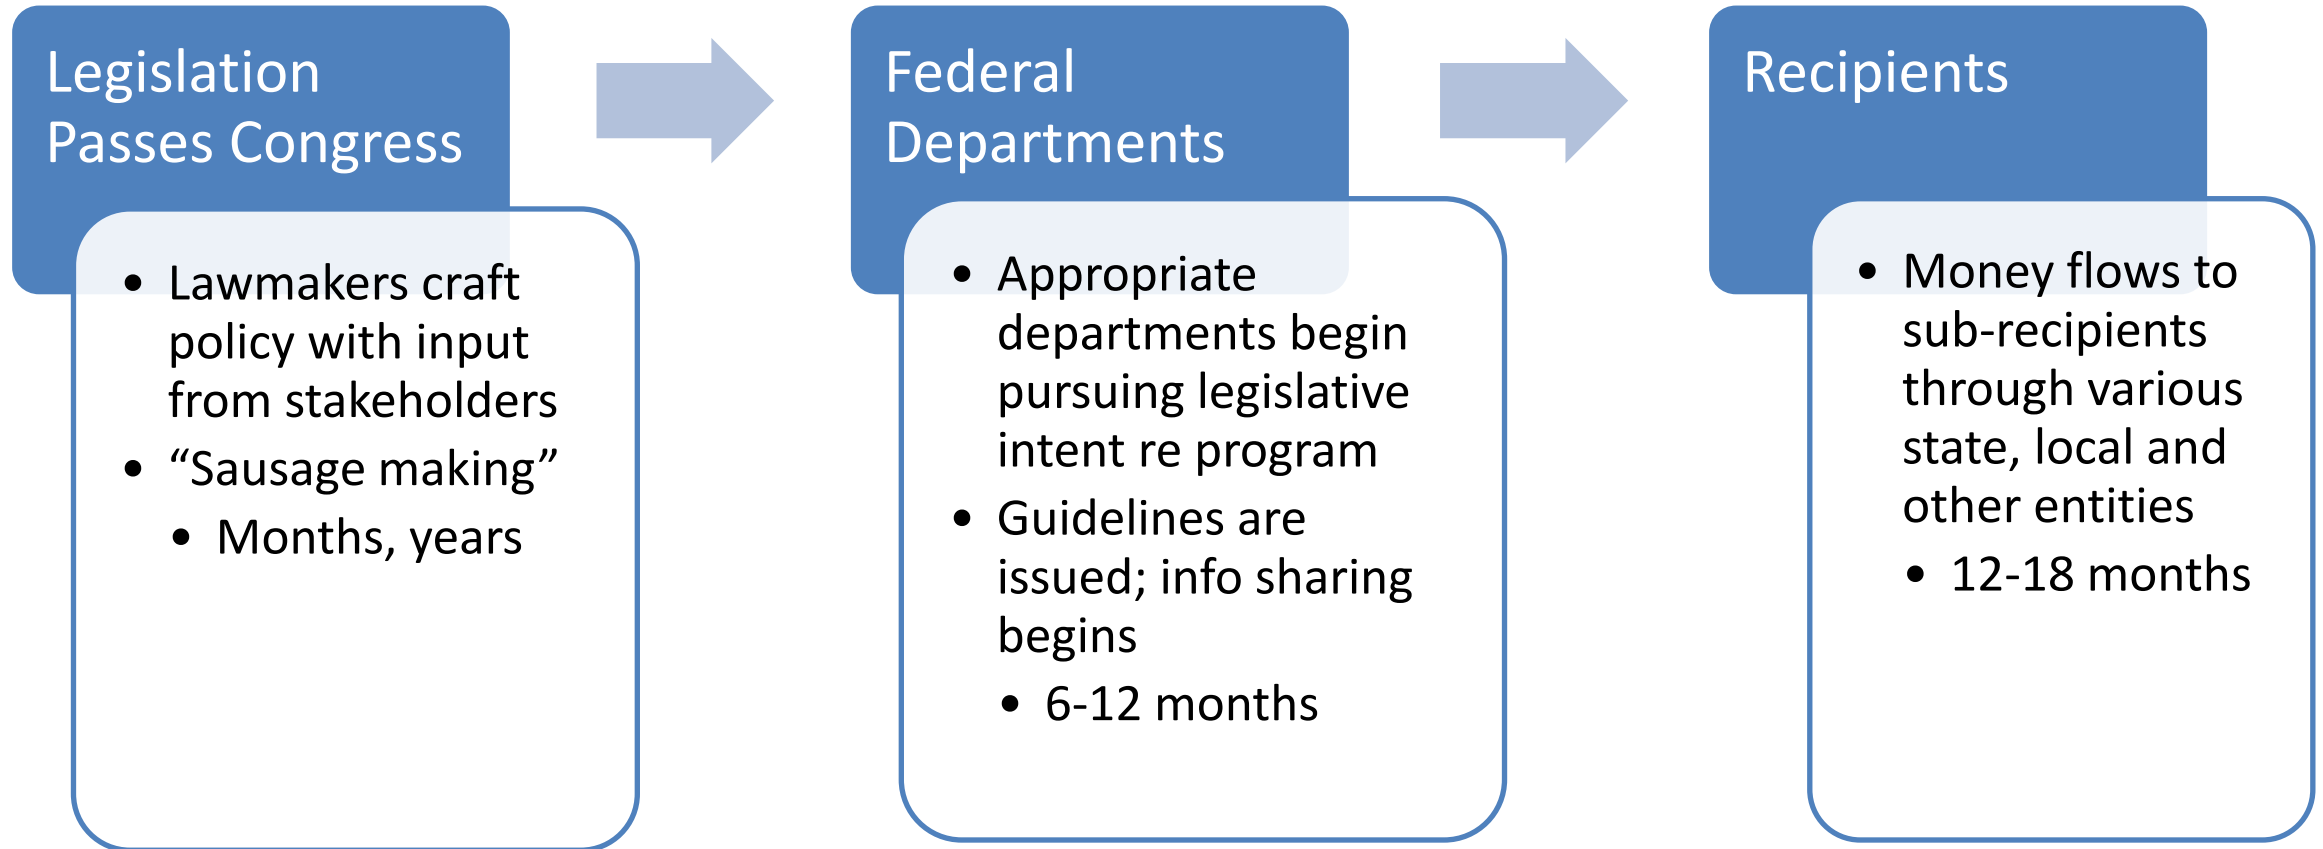 Legislation
Passes Congress
• Lawmakers craft
policy with input
from stakeholders
• “Sausage making”
• Months, years
Federal
Departments
• Appropriate
departments begin
pursuing legislative
intent re program
• Guidelines are
issued; info sharing
begins
• 6-12 months
Recipients
• Money flows to
sub-recipients
through various
state, local and
other entities
• 12-18 months